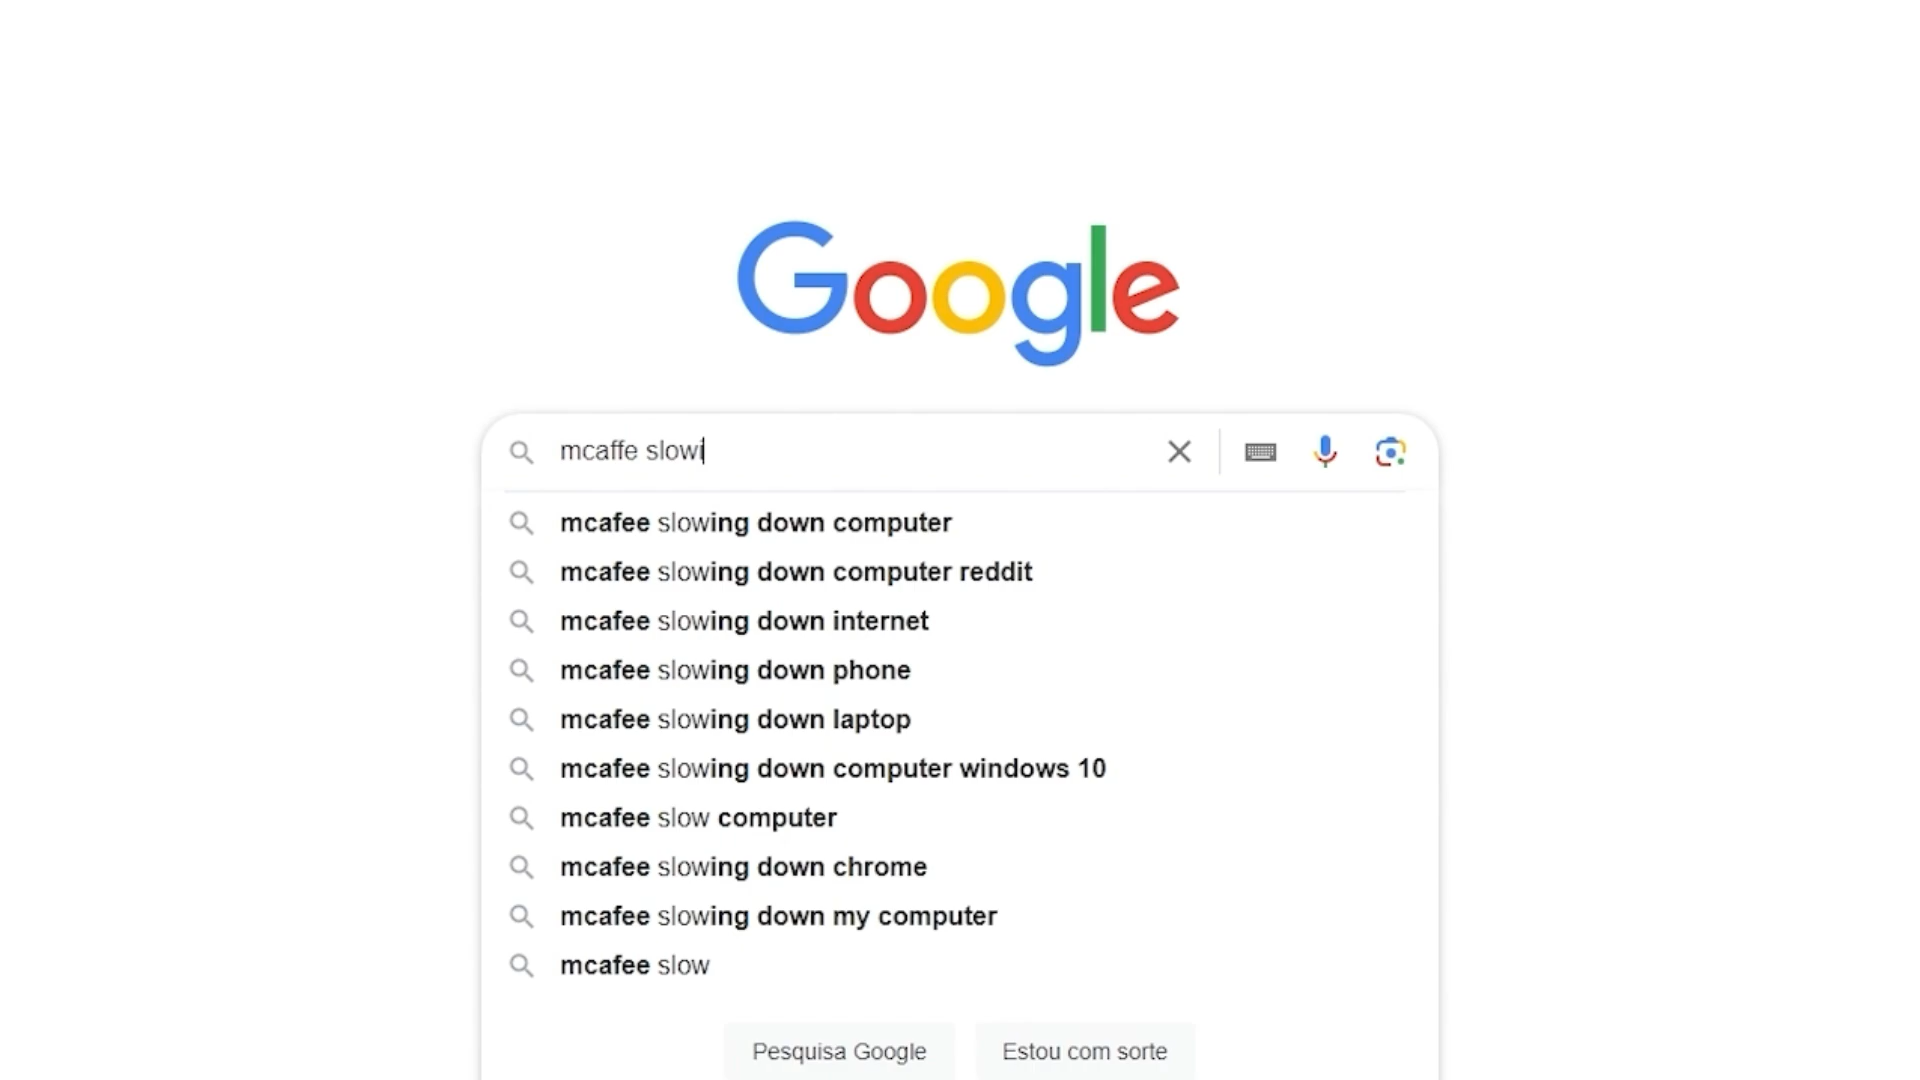 Google
mcaffe slowi
mcafee slowing down computer
mcafee slowing down computer reddit
mcafee slowing down internet
mcafee slowing down phone
mcafee slowing down laptop
mcafee slowing down computer windows 10
mcafee slow computer
mcafee slowing down chrome
mcafee slowing down my computer
mcafee slow
Pesquisa Google
Estou com sorte